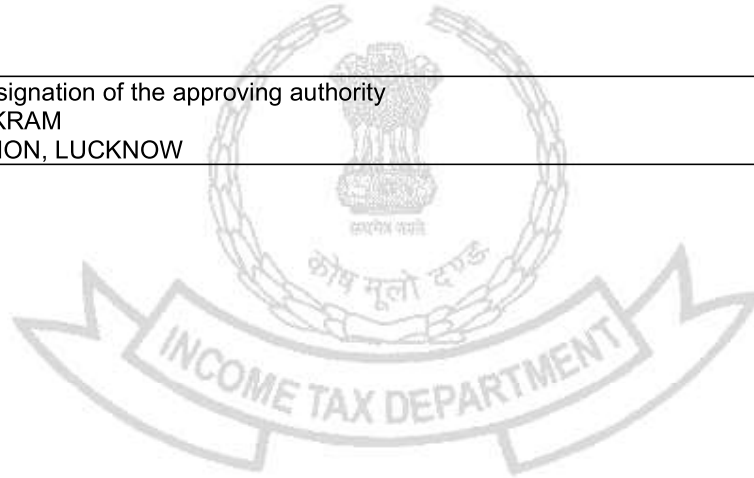 signation of the approving authority
KRAM
ION, LUCKNOW
सत्यमेव जयते
कोष मूलो दण्ड
INCOME TAX DEPARTMENT